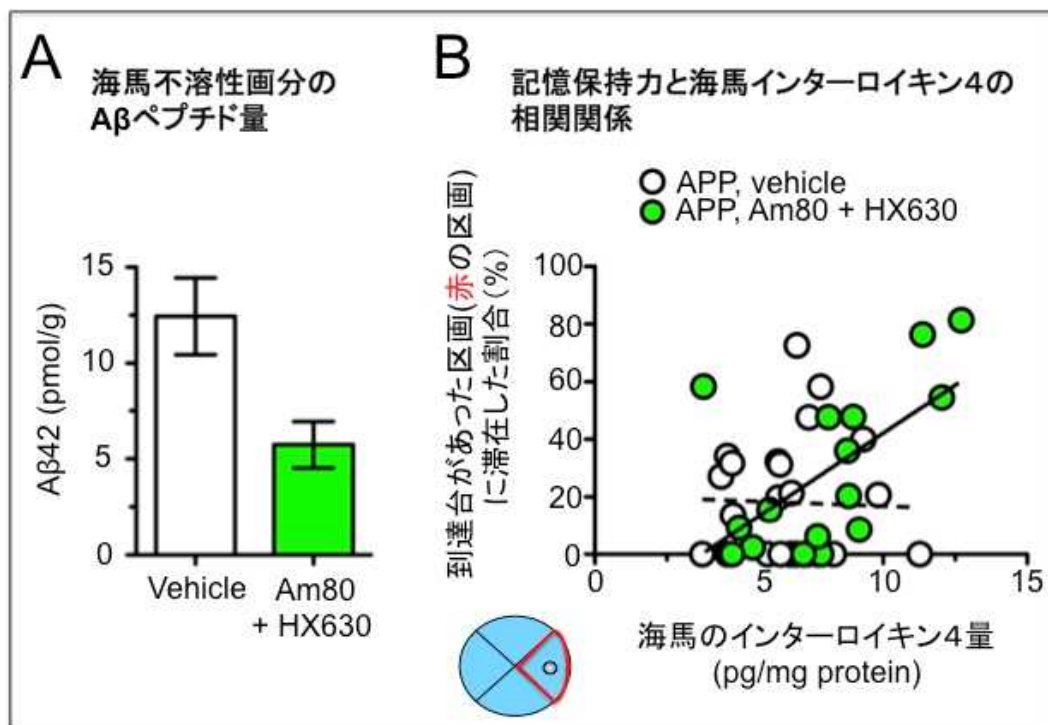 A
海馬不溶性画分の
Aβペプチド量
15
10
5
0
Aβ42 (pmol/g)
Vehicle
Am80
+ HX630
B
記憶保持力と海馬インターロイキン4の
相関関係
APP, vehicle
APP, Am80 + HX630
到達台があった区画(赤の区画)
に滞在した割合(%)
100
80
60
40
20
0
0
5
10
15
海馬のインターロイキン4量
(pg/mg protein)